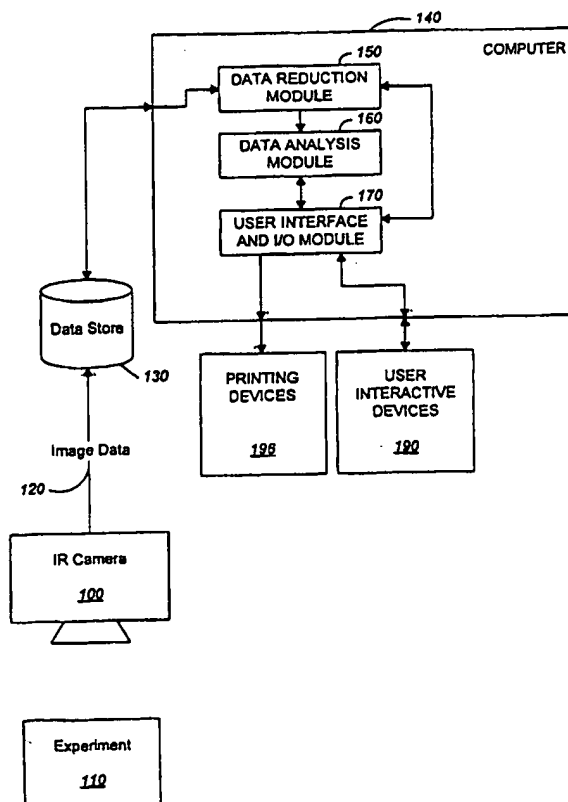 140
COMPUTER
150
DATA REDUCTION
MODULE
160
DATA ANALYSIS
MODULE
170
USER INTERFACE
AND I/O MODULE
Data Store
130
PRINTING
DEVICES
196
USER
INTERACTIVE
DEVICES
190
Image Data
120
IR Camera
100
Experiment
110